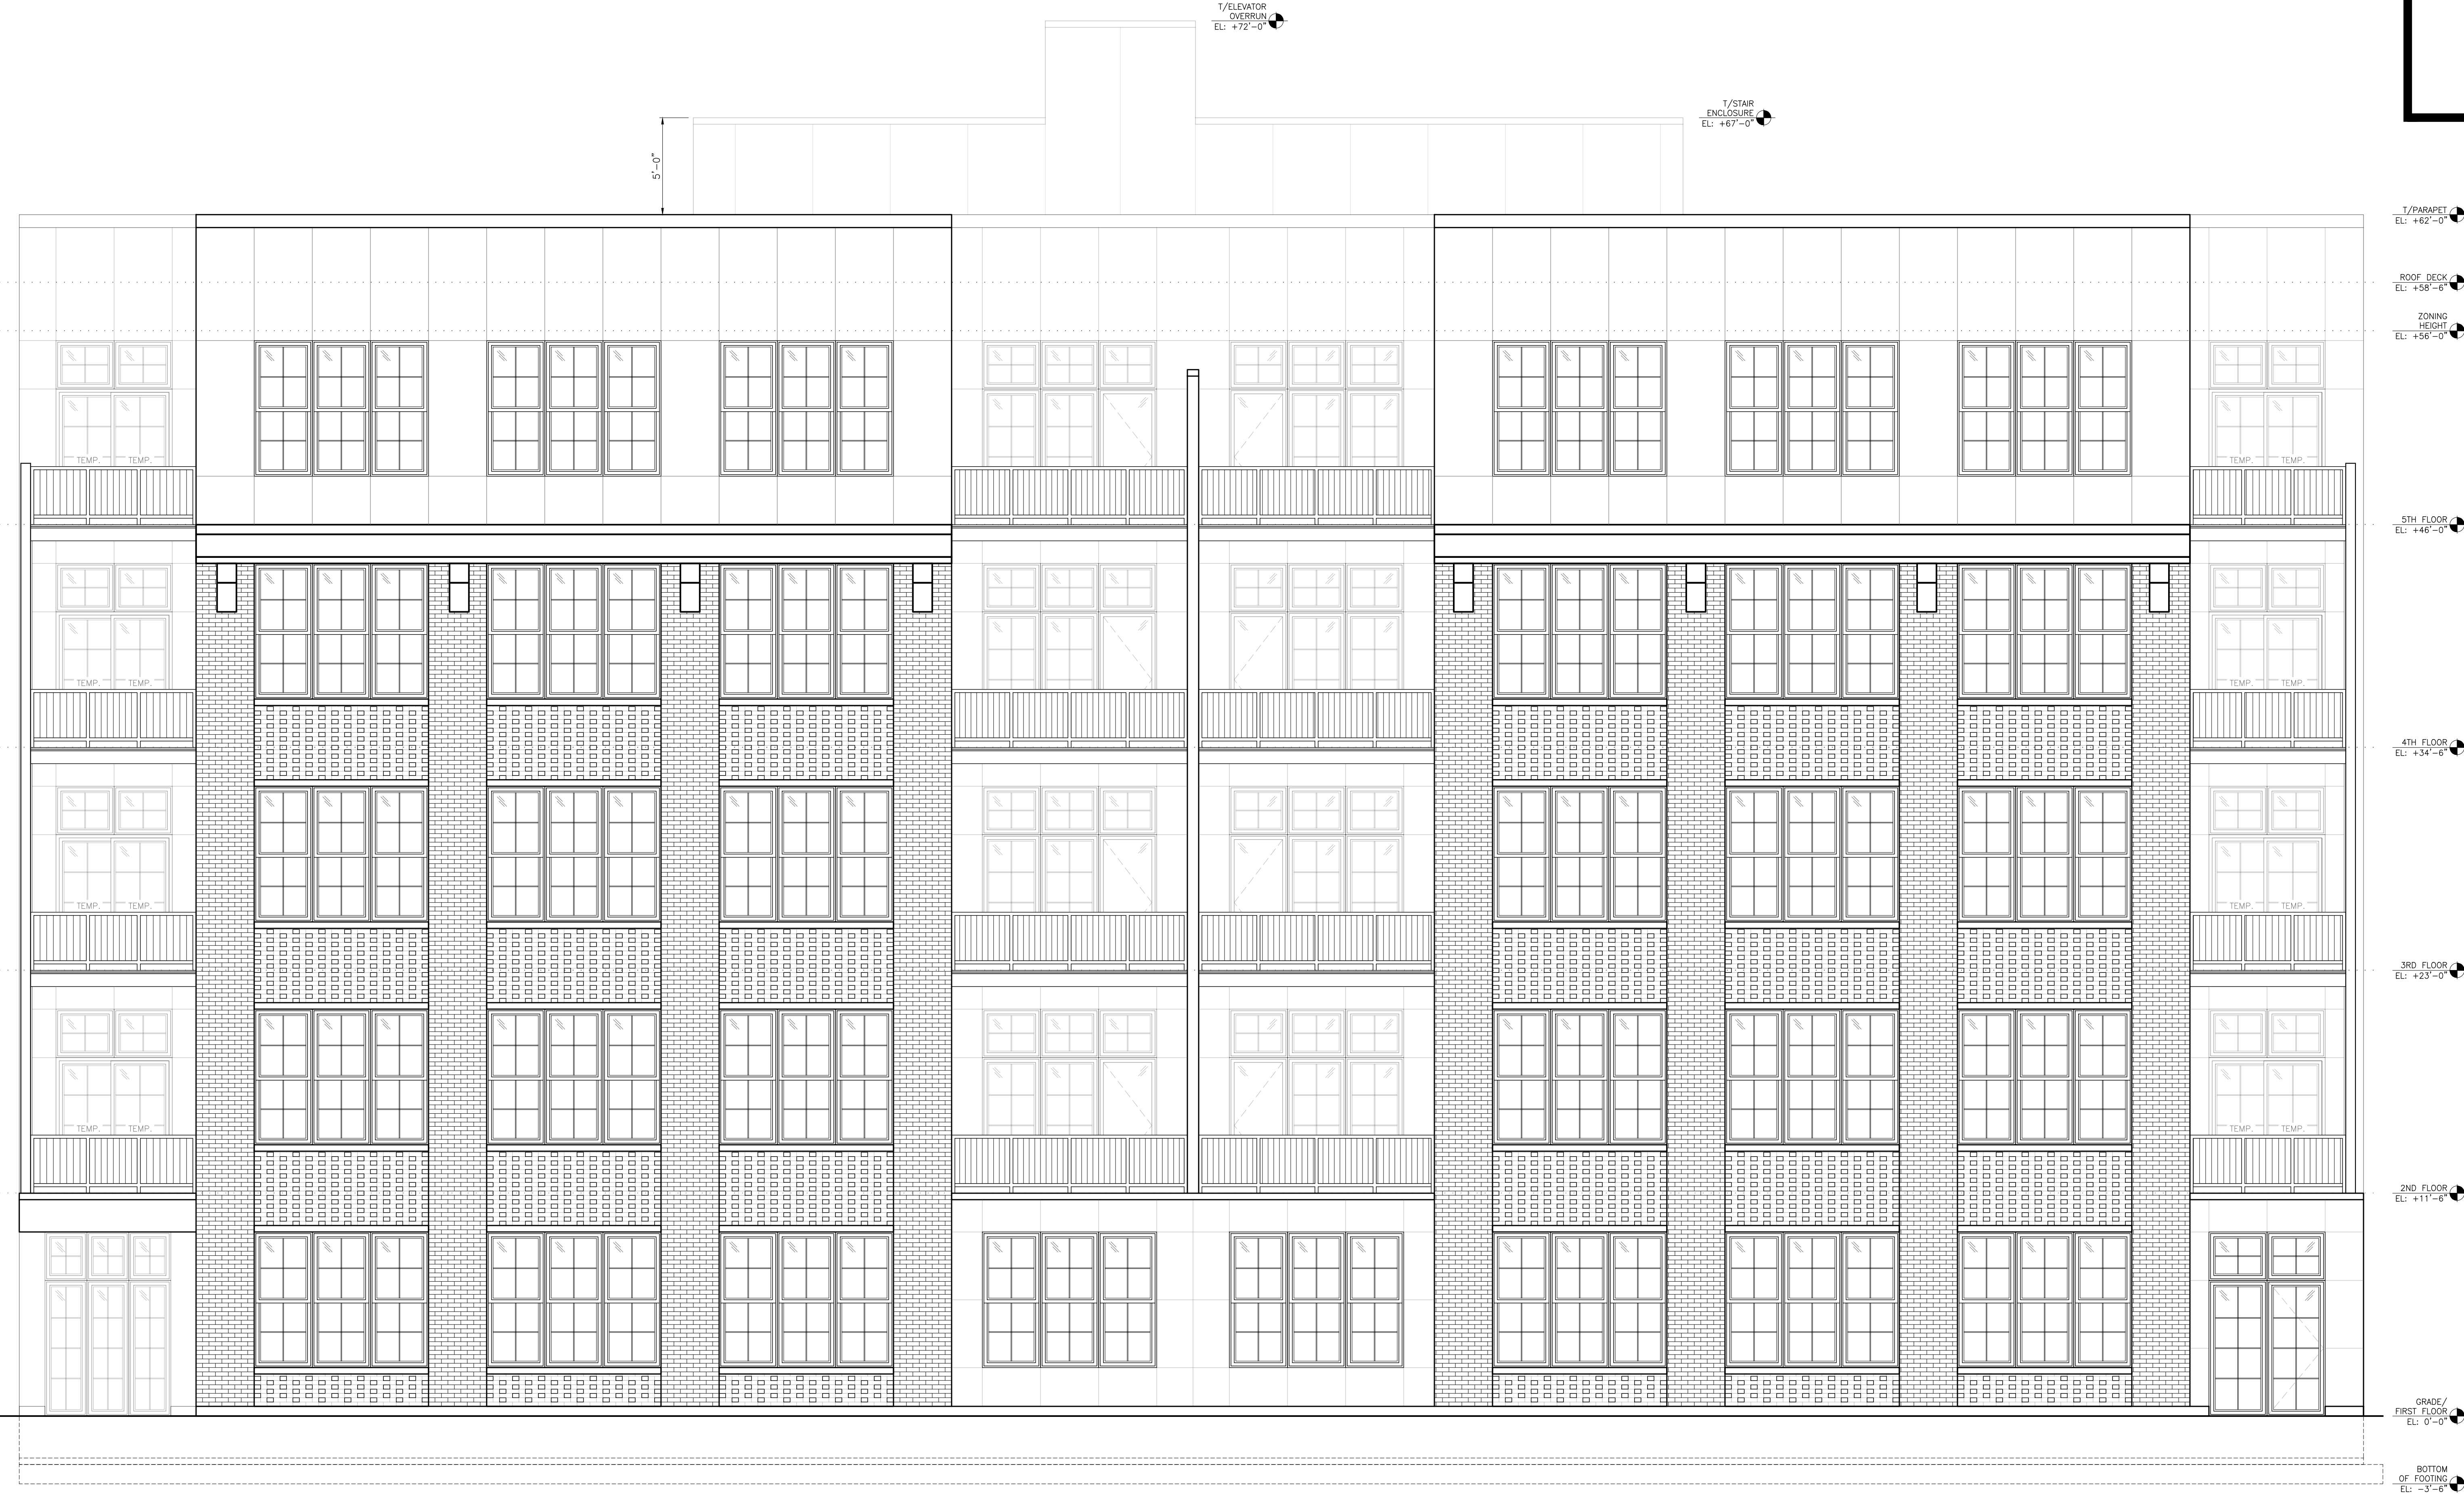 T/ELEVATOR
OVERRUN
EL: +72'-0"
T/STAIR
ENCLOSURE
EL: +67'-0"
5'-0"
T/PARAPET
EL: +62'-0"
ROOF DECK
EL: +58'-6"
ZONING
HEIGHT
EL: +56'-0"
TEMP. TEMP. TEMP. TEMP.
5TH FLOOR
EL: +46'-0"
TEMP. TEMP. TEMP. TEMP.
4TH FLOOR
EL: +34'-6"
TEMP. TEMP. TEMP. TEMP.
3RD FLOOR
EL: +23'-0"
TEMP. TEMP. TEMP. TEMP.
2ND FLOOR
EL: +11'-6"
GRADE/
FIRST FLOOR
EL: 0'-0"
BOTTOM
OF FOOTING
EL: -3'-6"